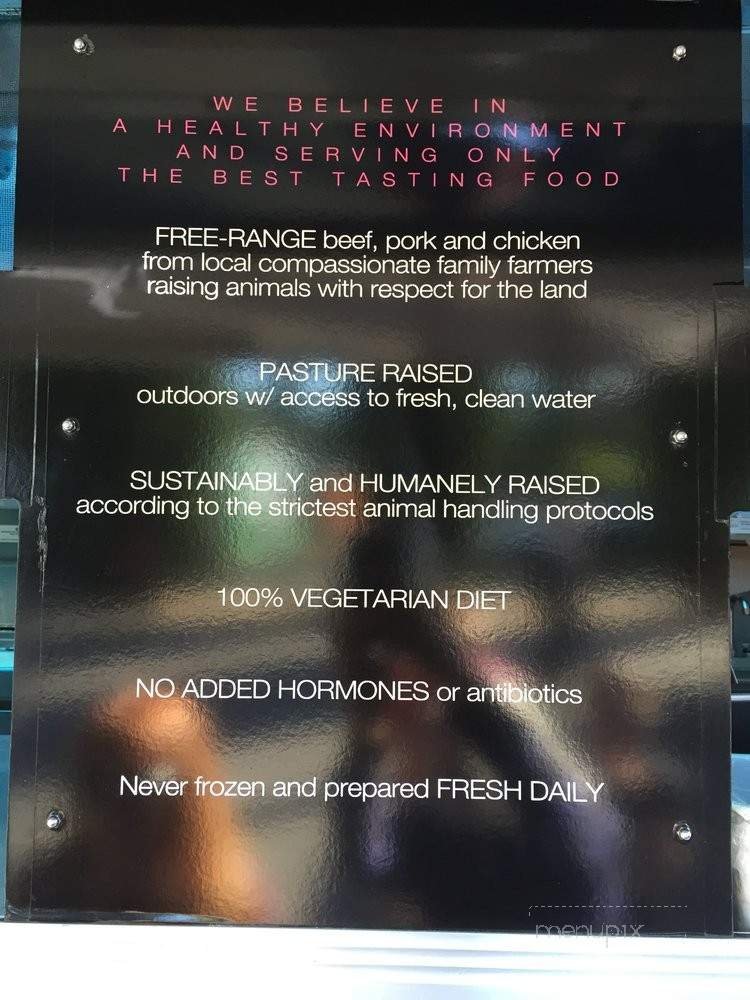 WE BELIEVE IN
A HEALTHY ENVIRONMENT
AND SERVING ONLY
THE BEST TASTING FOOD
FREE-RANGE beef, pork and chicken
from local compassionate family farmers
raising animals with respect for the land
PASTURE RAISED
outdoors w/ access to fresh, clean water
SUSTAINABLY and HUMANELY RAISED
according to the strictest animal handling protocols
100% VEGETARIAN DIET
NO ADDED HORMONES or antibiotics
Never frozen and prepared FRESH DAILY
menupix